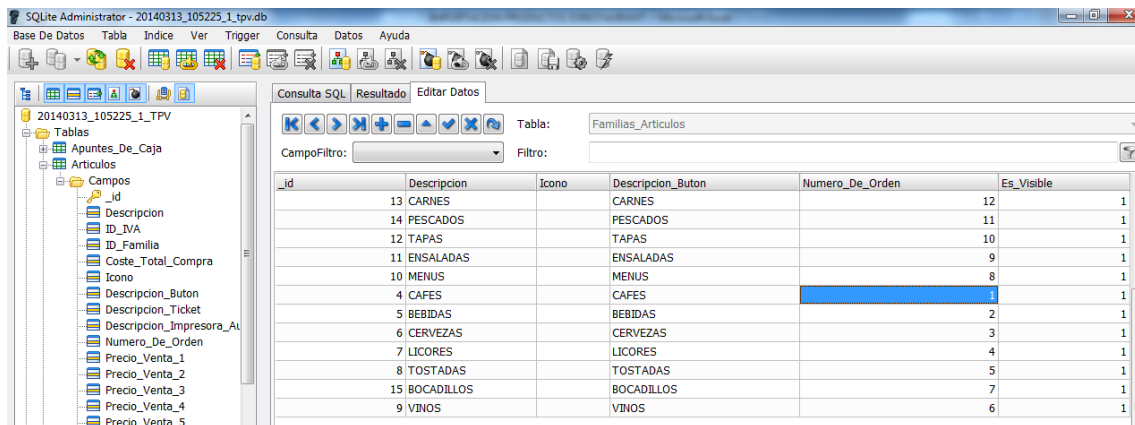 SQLite Administrator - 20140313_105225_1_tpv.db
Base De Datos Tabla Indice Ver Trigger Consulta Datos Ayuda
20140313_105225_1_TPV
Tablas
Apuntes_De_Caja
Articulos
Campos
_id
Descripcion
ID_IVA
ID_Familia
Coste_Total_Compra
Icono
Descripcion_Buton
Descripcion_Ticket
Descripcion_Impresora_Au
Numero_De_Orden
Precio_Venta_1
Precio_Venta_2
Precio_Venta_3
Precio_Venta_4
Precio_Venta_5
Consulta SQL Resultado Editar Datos
Tabla: Familias_Articulos
CampoFiltro: Filtro:
_id Descripcion Icono Descripcion_Buton Numero_De_Orden Es_Visible
13 CARNES CARNES 12 1
14 PESCADOS PESCADOS 11 1
12 TAPAS TAPAS 10 1
11 ENSALADAS ENSALADAS 9 1
10 MENUS MENUS 8 1
4 CAFES CAFES 1 1
5 BEBIDAS BEBIDAS 2 1
6 CERVEZAS CERVEZAS 3 1
7 LICORES LICORES 4 1
8 TOSTADAS TOSTADAS 5 1
15 BOCADILLOS BOCADILLOS 7 1
9 VINOS VINOS 6 1